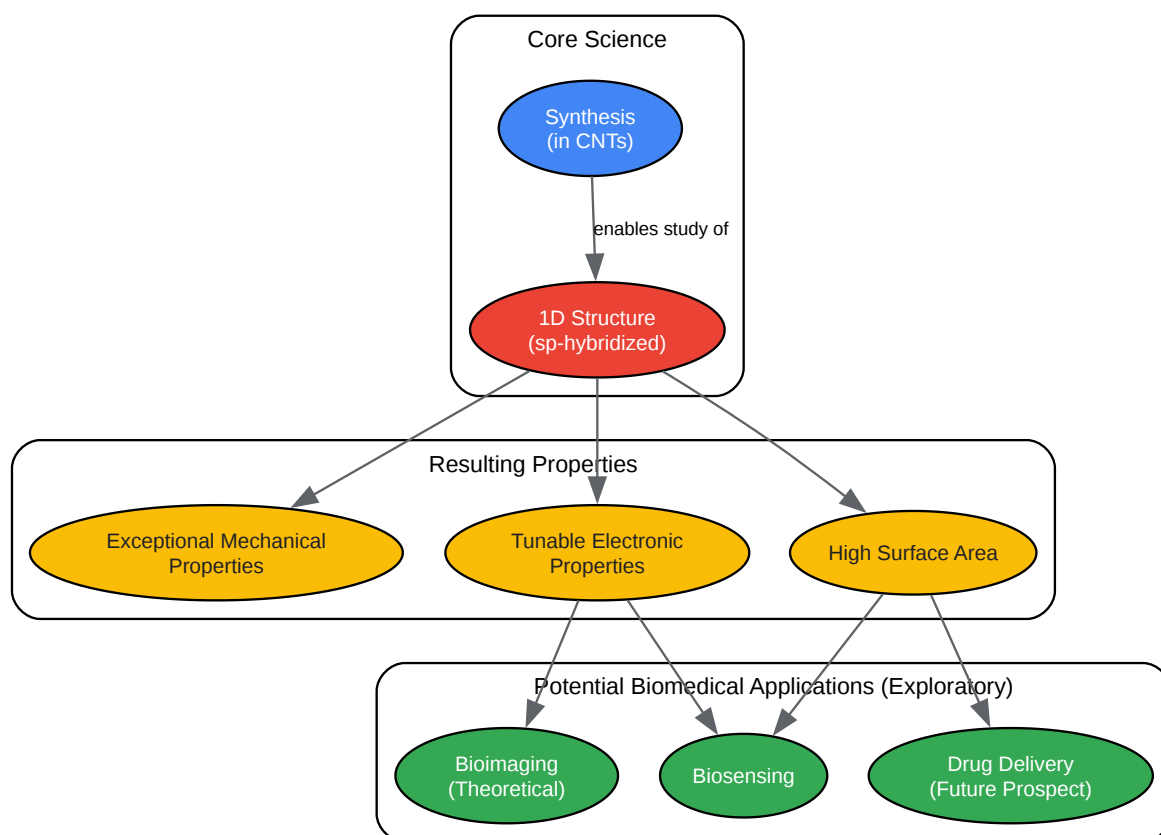 Core Science
Synthesis
(in CNTs)
enables study of
1D Structure
(sp-hybridized)
Resulting Properties
Exceptional Mechanical
Properties
Tunable Electronic
Properties
High Surface Area
Potential Biomedical Applications (Exploratory)
Bioimaging
(Theoretical)
Biosensing
Drug Delivery
(Future Prospect)